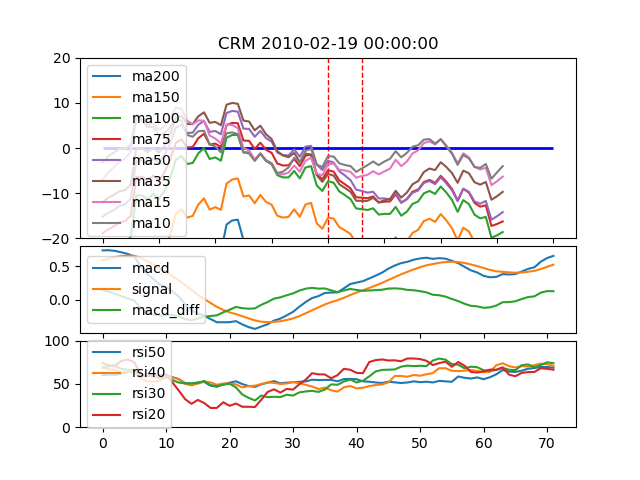 CRM 2010-02-19 00:00:00
20
10
0
−10
−20
ma200
ma150
ma100
ma75
ma50
ma35
ma15
ma10
0.5
0.0
macd
signal
macd_diff
100
50
0
rsi50
rsi40
rsi30
rsi20
0 10 20 30 40 50 60 70